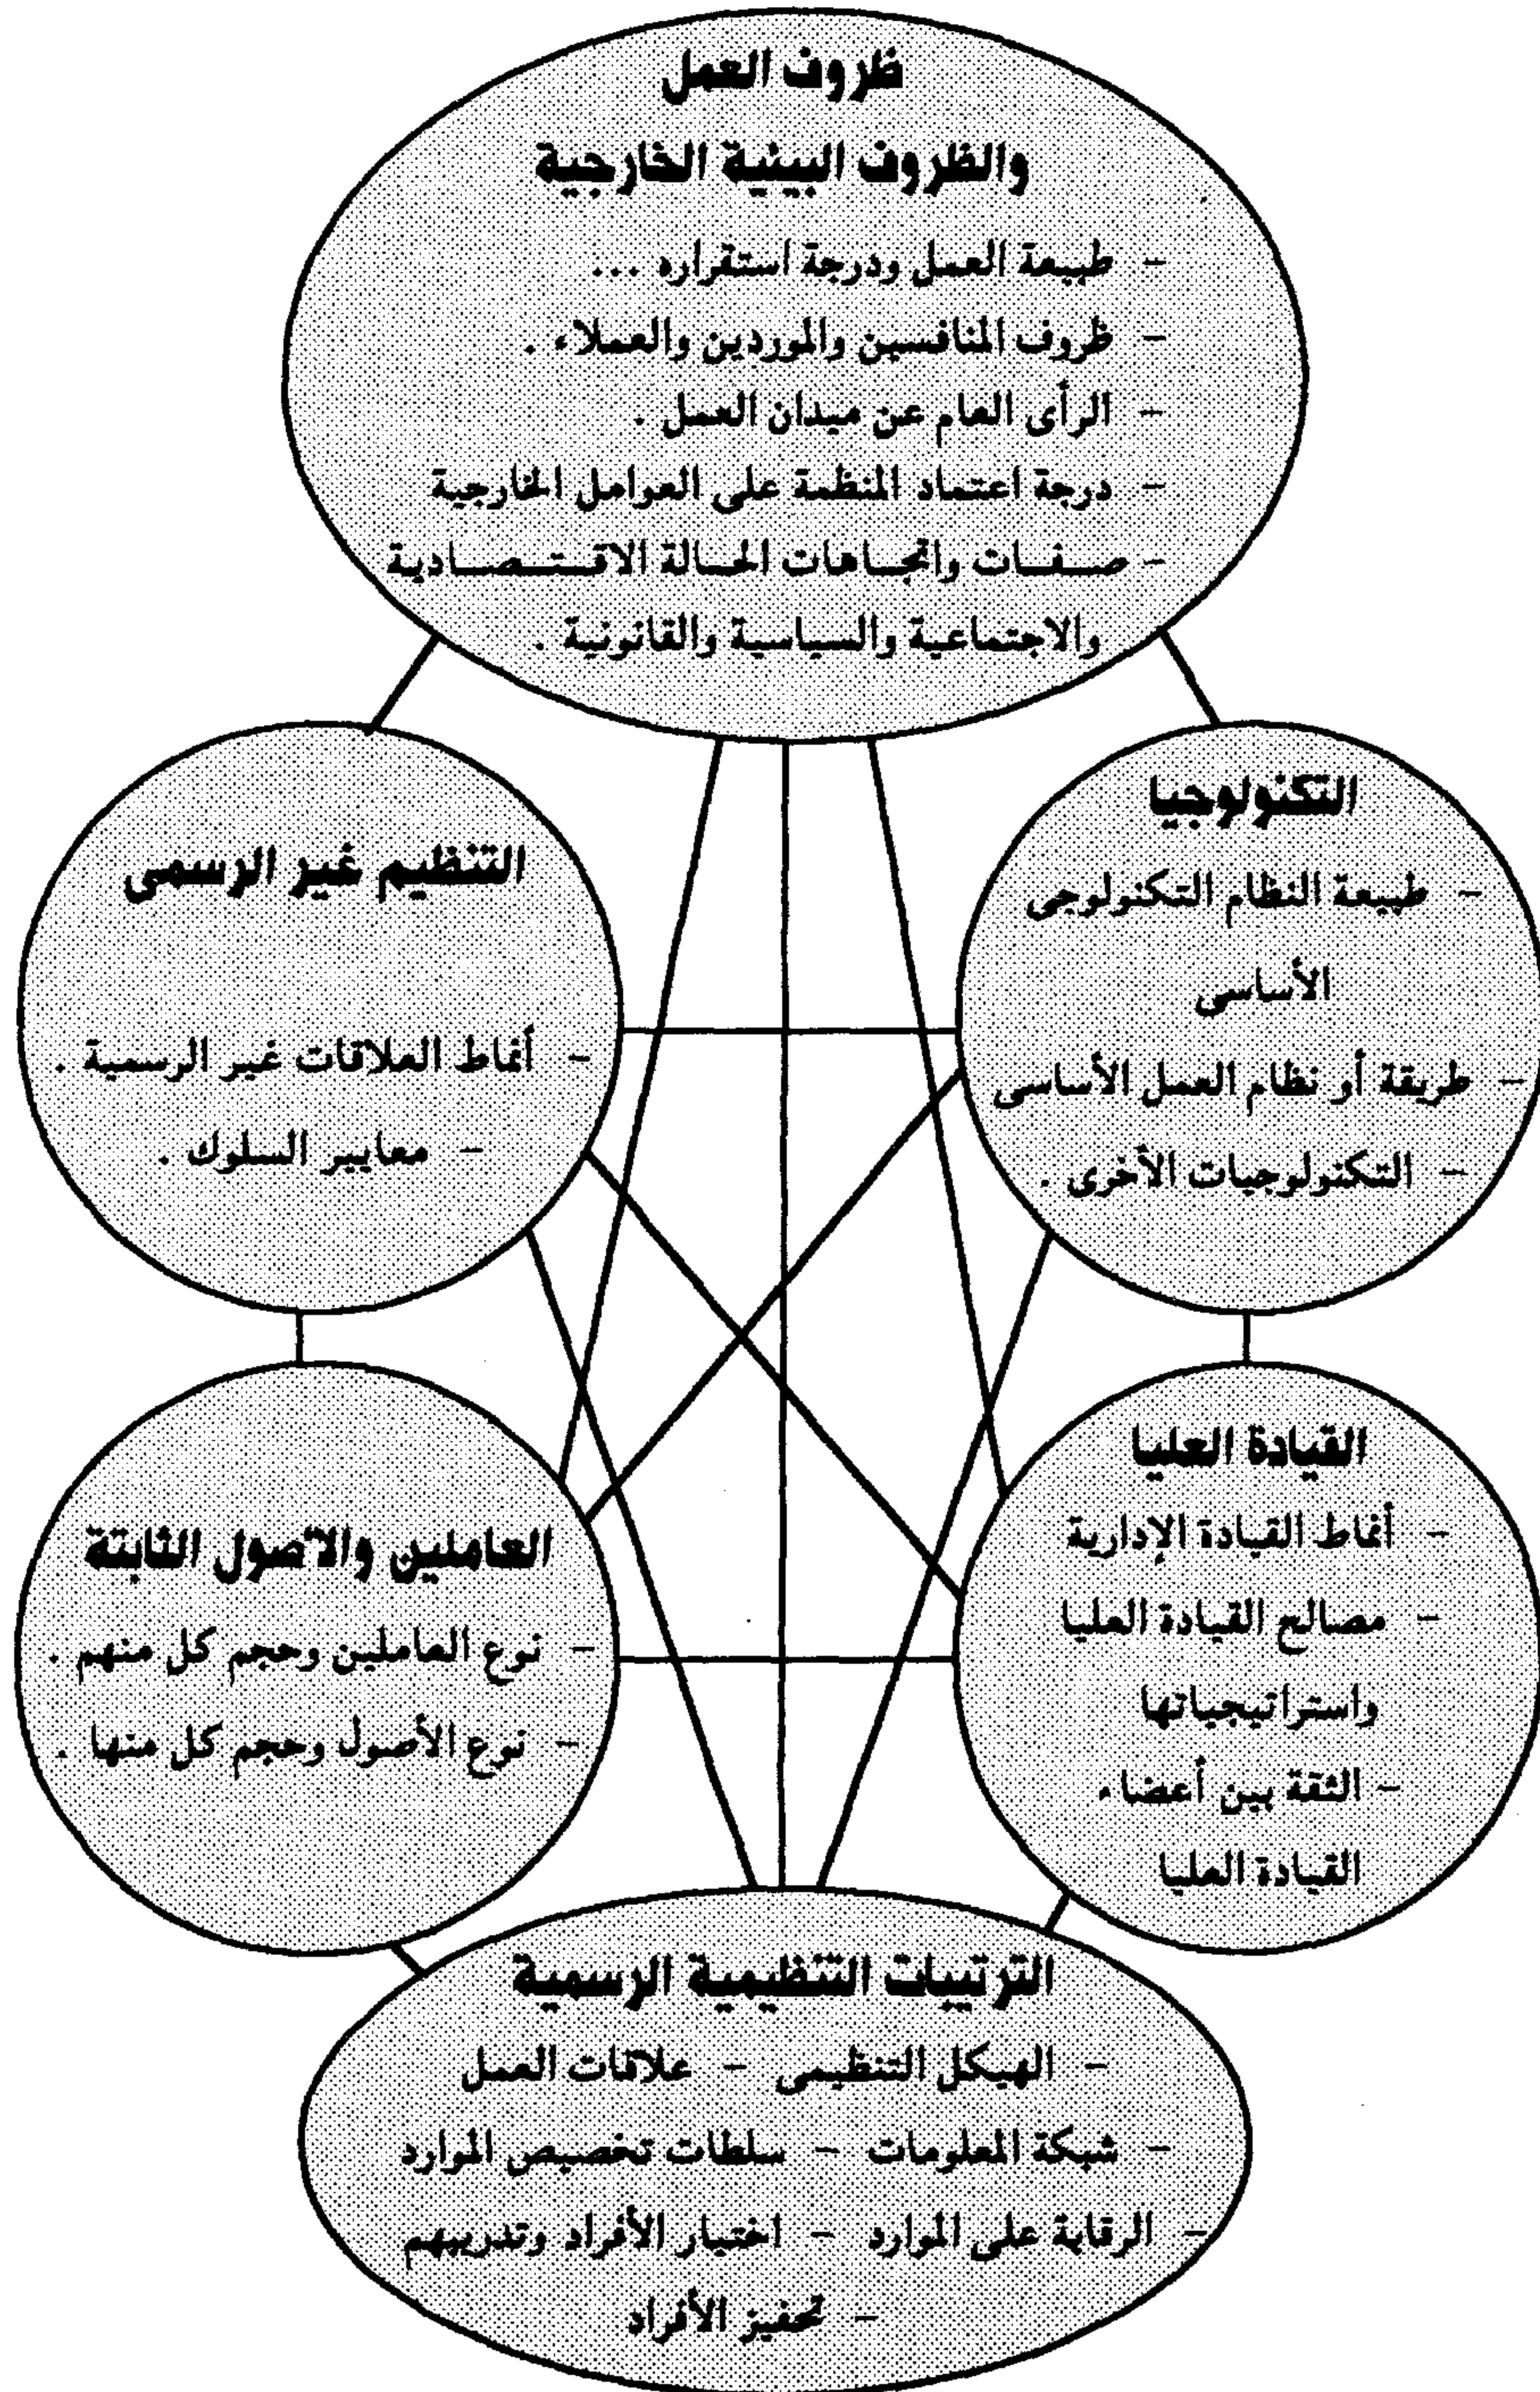 ظروف العمل
والظروف البيئية الخارجية
- طبيعة العمل ودرجة استقراره ...
- ظروف المنافسين والموردين والعملاء .
- الرأى العام عن ميدان العمل .
- درجة اعتماد المنظمة على العوامل الخارجية
- صفات واتجاهات الحالة الاقتصادية
والاجتماعية والسياسية والقانونية .
التكنولوجيا
- طبيعة النظام التكنولوجى
الأساسى
- طريقة أو نظام العمل الأساسى
- التكنولوجيات الأخرى .
التنظيم غير الرسمى
- أنماط العلاقات غير الرسمية .
- معايير السلوك .
القيادة العليا
- أنماط القيادة الإدارية
- مصالح القيادة العليا
واستراتيجياتها
- الثقة بين أعضاء
القيادة العليا
العاملين والأصول الثابتة
- نوع العاملين وحجم كل منهم .
- نوع الأصول وحجم كل منها .
الترتيبات التنظيمية الرسمية
- الهيكل التنظيمى - علاقات العمل
- شبكة المعلومات - سلطات تخصيص الموارد
- الرقابة على الموارد - اختيار الأفراد وتدريبهم
- تحفيز الأفراد